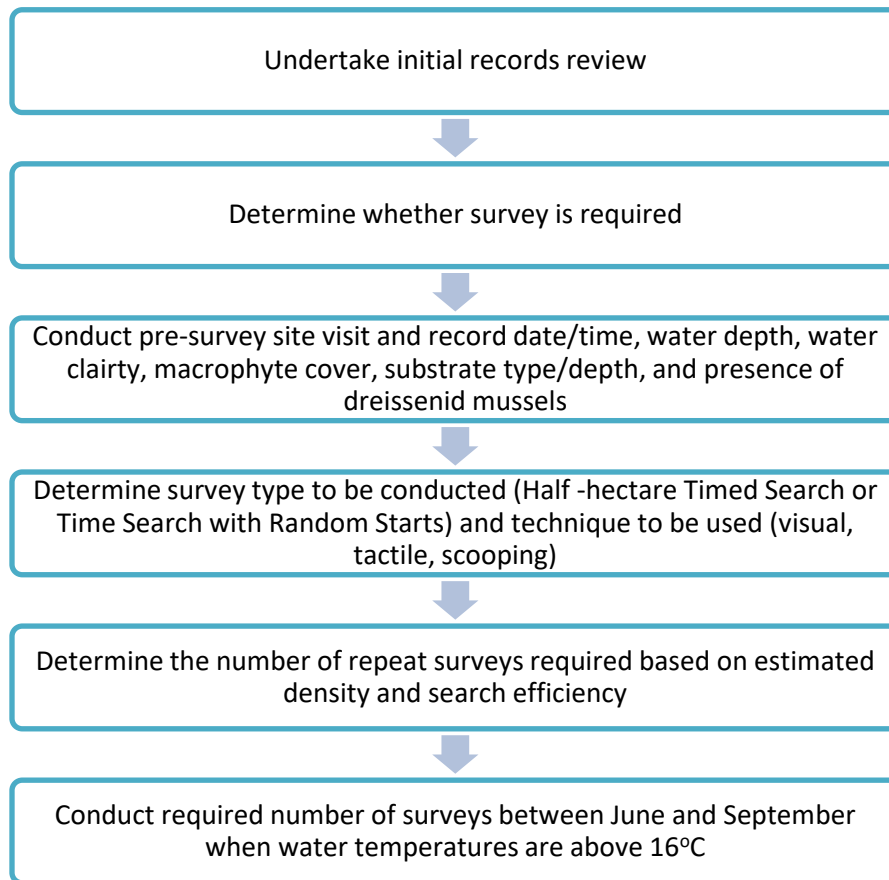 Undertake initial records review
Determine whether survey is required
Conduct pre-survey site visit and record date/time, water depth, water
clairty, macrophyte cover, substrate type/depth, and presence of
dreissenid mussels
Determine survey type to be conducted (Half -hectare Timed Search or
Time Search with Random Starts) and technique to be used (visual,
tactile, scooping)
Determine the number of repeat surveys required based on estimated
density and search efficiency
Conduct required number of surveys between June and September
when water temperatures are above 16°C